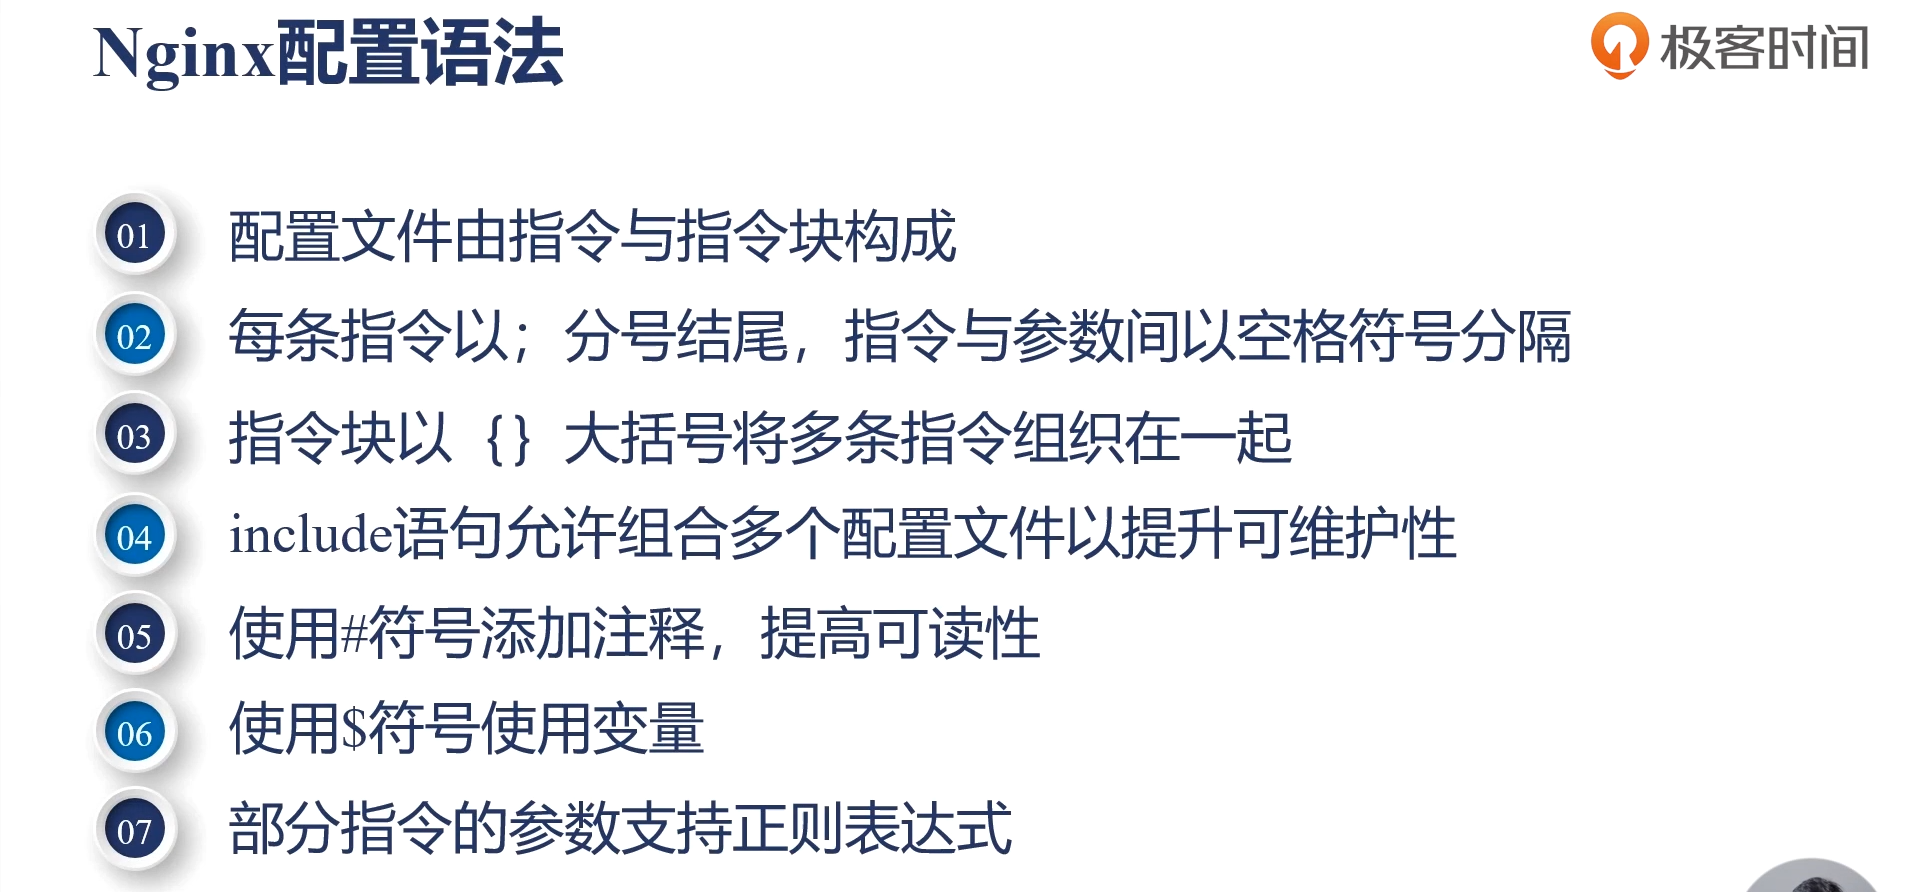 Nginx配置语法
极客时间
01 配置文件由指令与指令块构成
02 每条指令以；分号结尾，指令与参数间以空格符号分隔
03 指令块以｛｝大括号将多条指令组织在一起
04 include语句允许组合多个配置文件以提升可维护性
05 使用#符号添加注释，提高可读性
06 使用$符号使用变量
07 部分指令的参数支持正则表达式